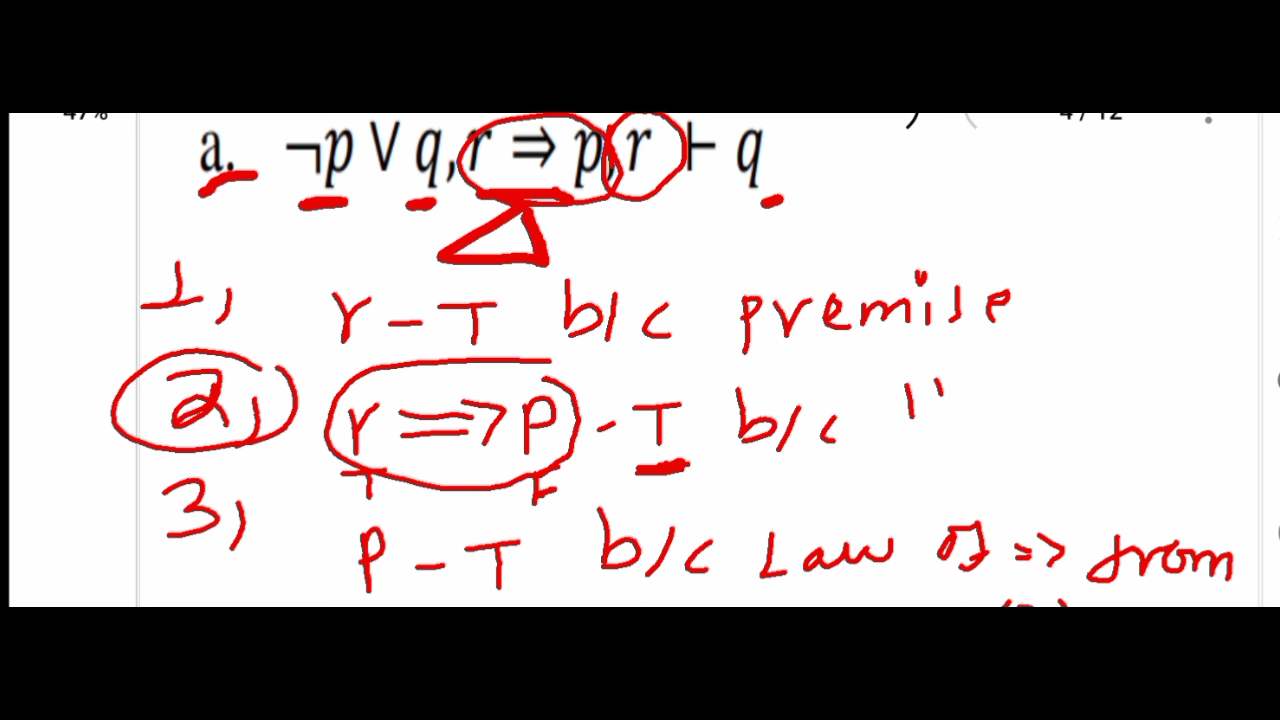 a. ¬p ∨ q, r ⇒ p, r ⊢ q
1, r - T b/c premise
2, r => p - T b/c "
T F
3, p - T b/c Law of => from